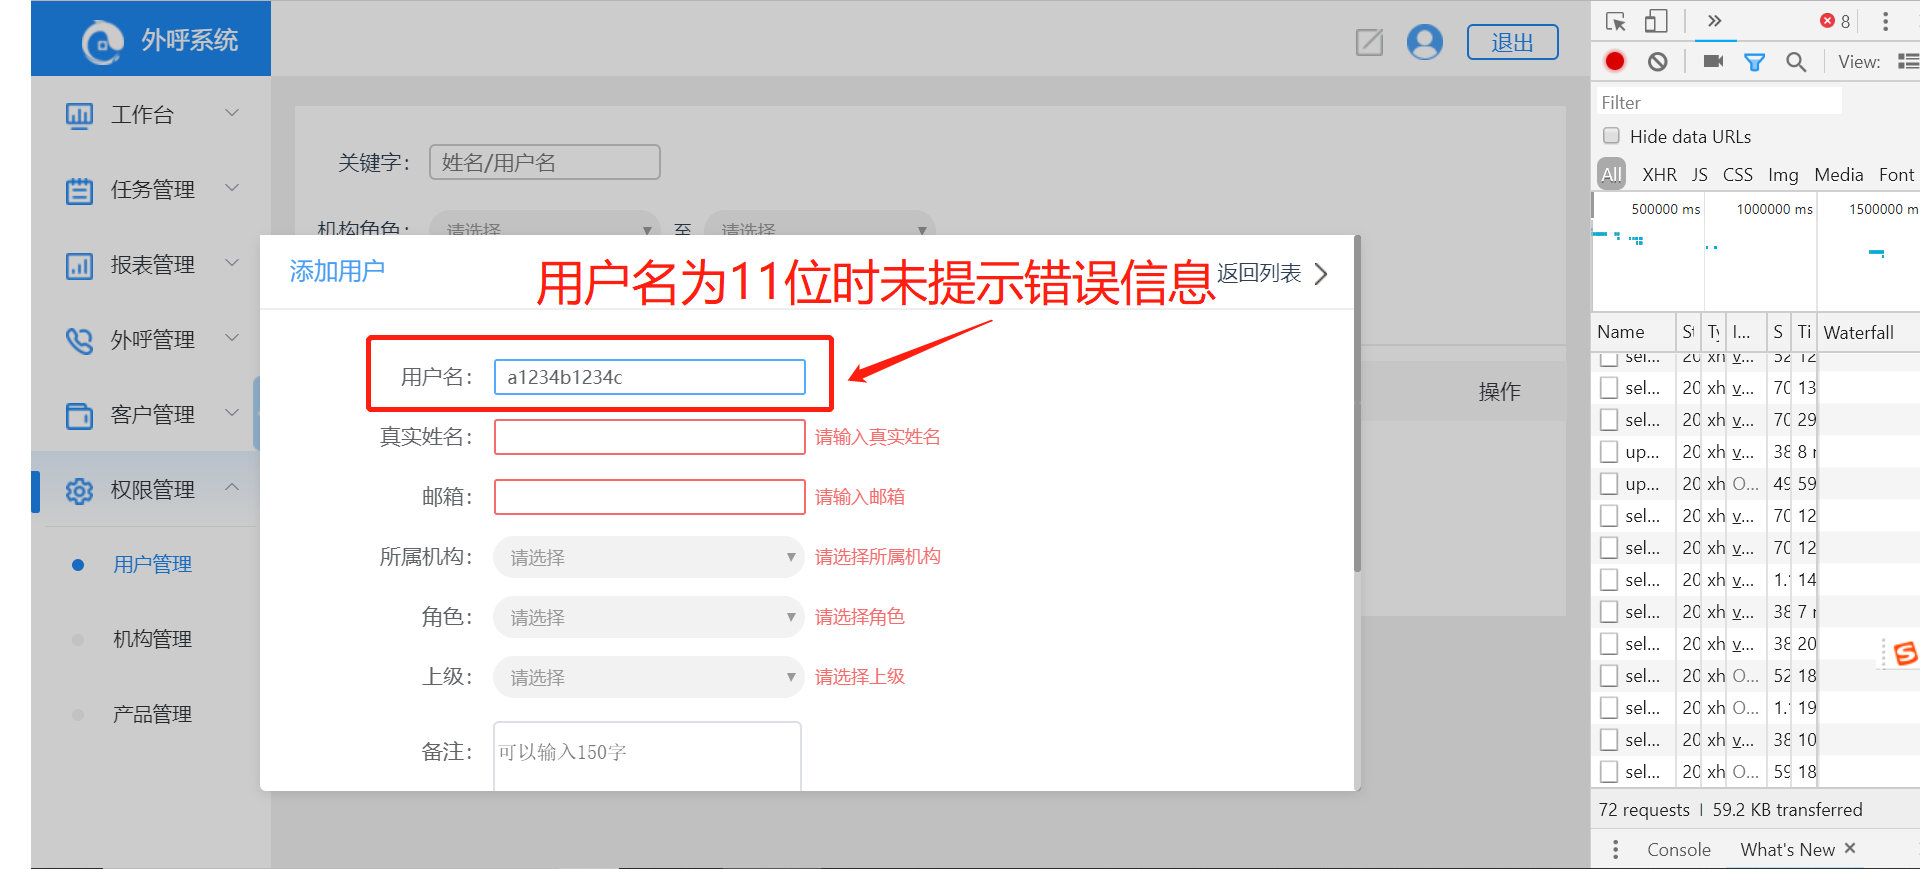 外呼系统
退出
工作台
任务管理
报表管理
外呼管理
客户管理
权限管理
用户管理
机构管理
产品管理
关键字： 姓名/用户名
机构角色： 请选择 至 请选择
操作
添加用户
用户名为11位时未提示错误信息
返回列表
用户名： a1234b1234c
真实姓名： 请输入真实姓名
邮箱： 请输入邮箱
所属机构： 请选择 请选择所属机构
角色： 请选择 请选择角色
上级： 请选择 请选择上级
备注： 可以输入150字
8
View:
Filter
Hide data URLs
All XHR JS CSS Img Media Font
500000 ms 1000000 ms 1500000 m
Name St Ty I... S Ti Waterfall
sel... 20 xh v... 52 12
sel... 20 xh v... 70 13
sel... 20 xh v... 70 29
up... 20 xh v... 38 8 r
up... 20 xh O... 49 59
sel... 20 xh v... 70 12
sel... 20 xh v... 70 12
sel... 20 xh v... 1.1 14
sel... 20 xh v... 38 7 r
sel... 20 xh v... 38 20
sel... 20 xh O... 52 18
sel... 20 xh O... 1.1 19
sel... 20 xh v... 38 10
sel... 20 xh O... 59 18
72 requests | 59.2 KB transferred
Console What's New ×